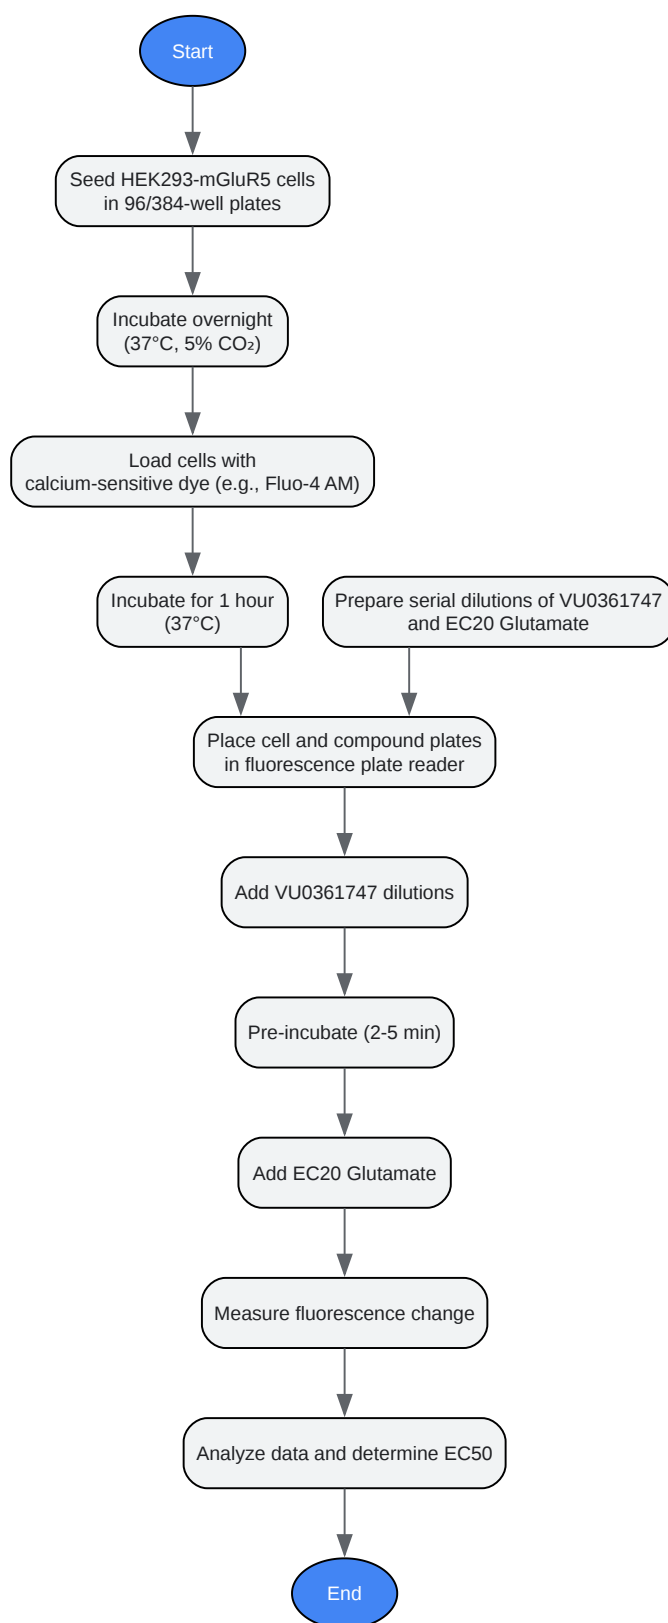 Start
Seed HEK293-mGluR5 cells
in 96/384-well plates
Incubate overnight
(37°C, 5% CO₂)
Load cells with
calcium-sensitive dye (e.g., Fluo-4 AM)
Incubate for 1 hour
(37°C)
Prepare serial dilutions of VU0361747
and EC20 Glutamate
Place cell and compound plates
in fluorescence plate reader
Add VU0361747 dilutions
Pre-incubate (2-5 min)
Add EC20 Glutamate
Measure fluorescence change
Analyze data and determine EC50
End